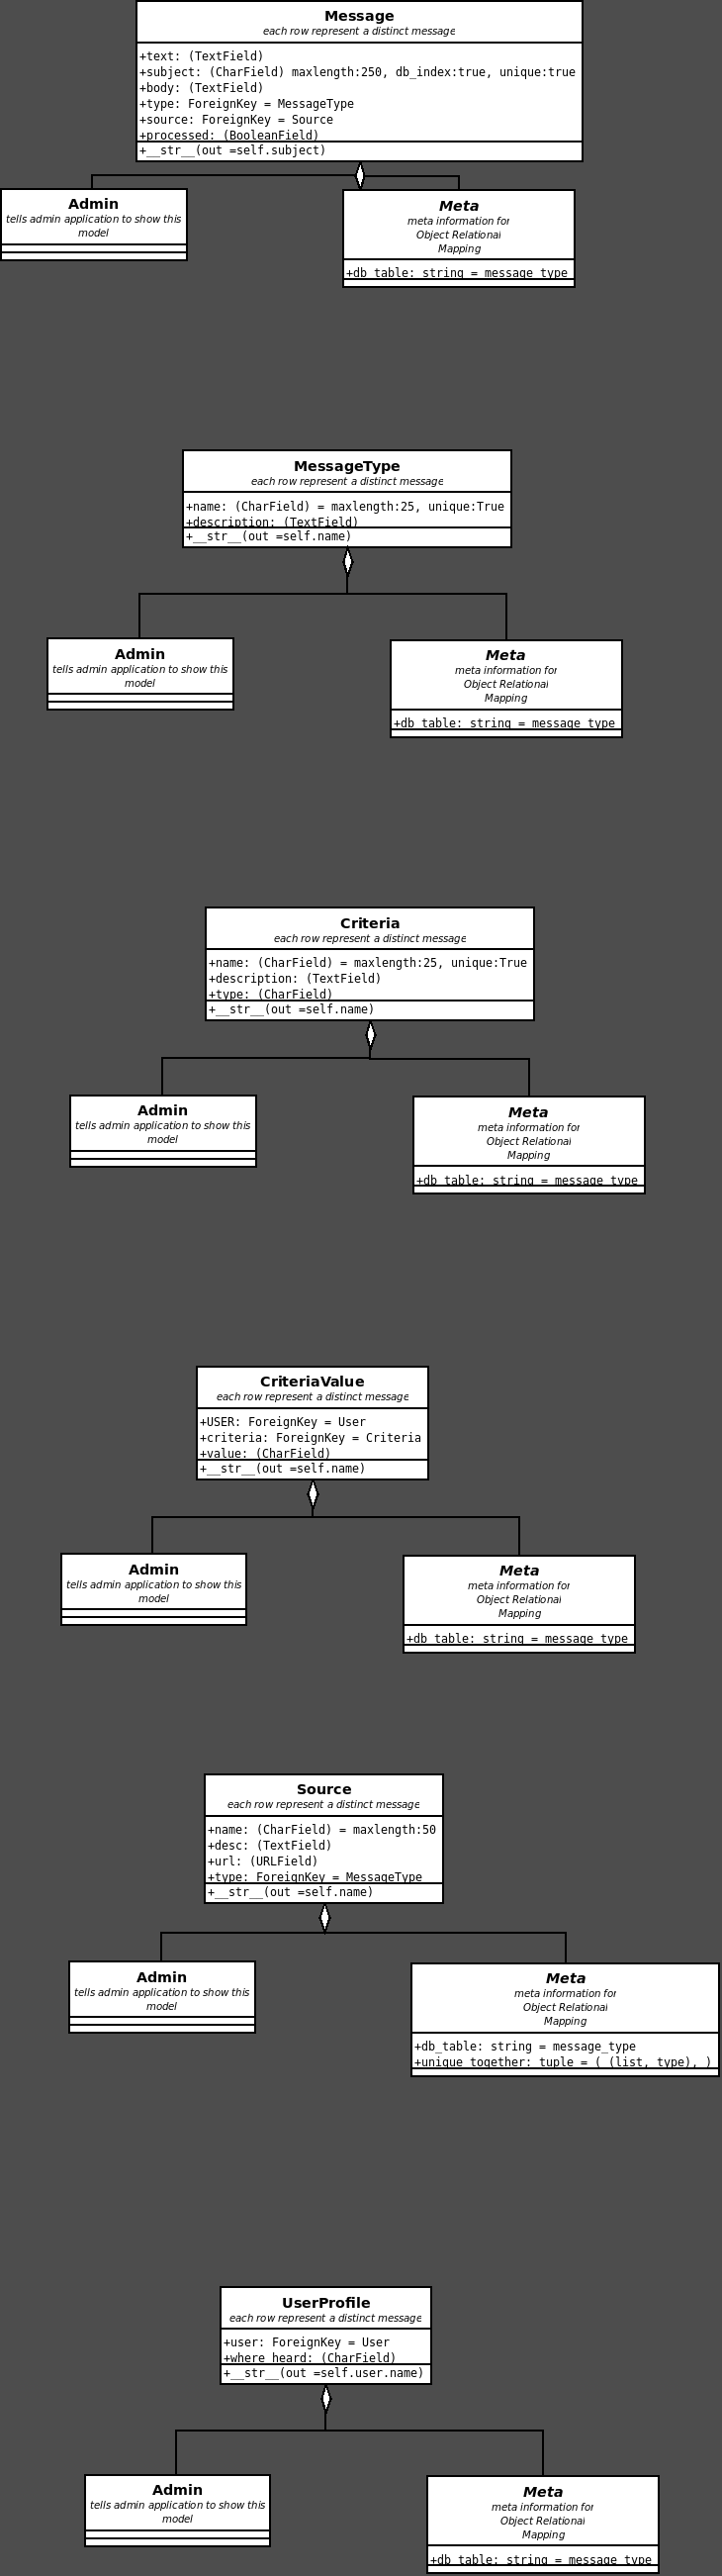 Message
each row represent a distinct message
+text: (TextField)
+subject: (CharField) maxlength:250, db_index:true, unique:true
+body: (TextField)
+type: ForeignKey = MessageType
+source: ForeignKey = Source
+processed: (BooleanField)
+__str__(out =self.subject)
Admin
tells admin application to show this
model
Meta
meta information for
Object Relational
Mapping
+db_table: string = message_type
MessageType
each row represent a distinct message
+name: (CharField) = maxlength:25, unique:True
+description: (TextField)
+__str__(out =self.name)
Admin
tells admin application to show this
model
Meta
meta information for
Object Relational
Mapping
+db_table: string = message_type
Criteria
each row represent a distinct message
+name: (CharField) = maxlength:25, unique:True
+description: (TextField)
+type: (CharField)
+__str__(out =self.name)
Admin
tells admin application to show this
model
Meta
meta information for
Object Relational
Mapping
+db_table: string = message_type
CriteriaValue
each row represent a distinct message
+USER: ForeignKey = User
+criteria: ForeignKey = Criteria
+value: (CharField)
+__str__(out =self.name)
Admin
tells admin application to show this
model
Meta
meta information for
Object Relational
Mapping
+db_table: string = message_type
Source
each row represent a distinct message
+name: (CharField) = maxlength:50
+desc: (TextField)
+url: (URLField)
+type: ForeignKey = MessageType
+__str__(out =self.name)
Admin
tells admin application to show this
model
Meta
meta information for
Object Relational
Mapping
+db_table: string = message_type
+unique_together: tuple = ( (list, type), )
UserProfile
each row represent a distinct message
+user: ForeignKey = User
+where_heard: (CharField)
+__str__(out =self.user.name)
Admin
tells admin application to show this
model
Meta
meta information for
Object Relational
Mapping
+db_table: string = message_type